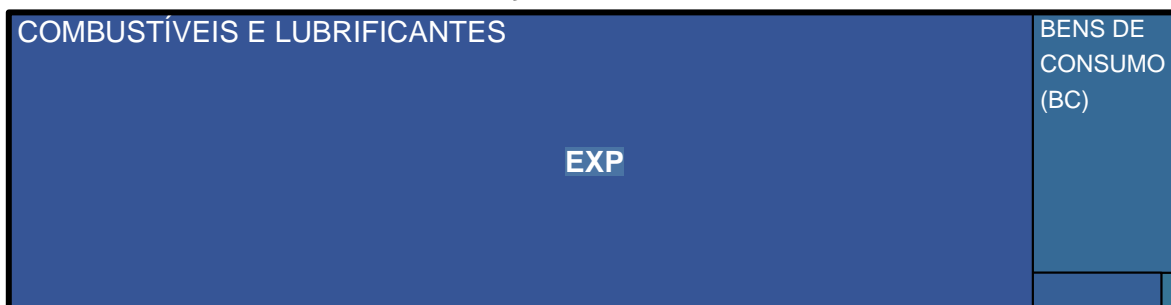 COMBUSTÍVEIS E LUBRIFICANTES
BENS DE
CONSUMO
(BC)
EXP